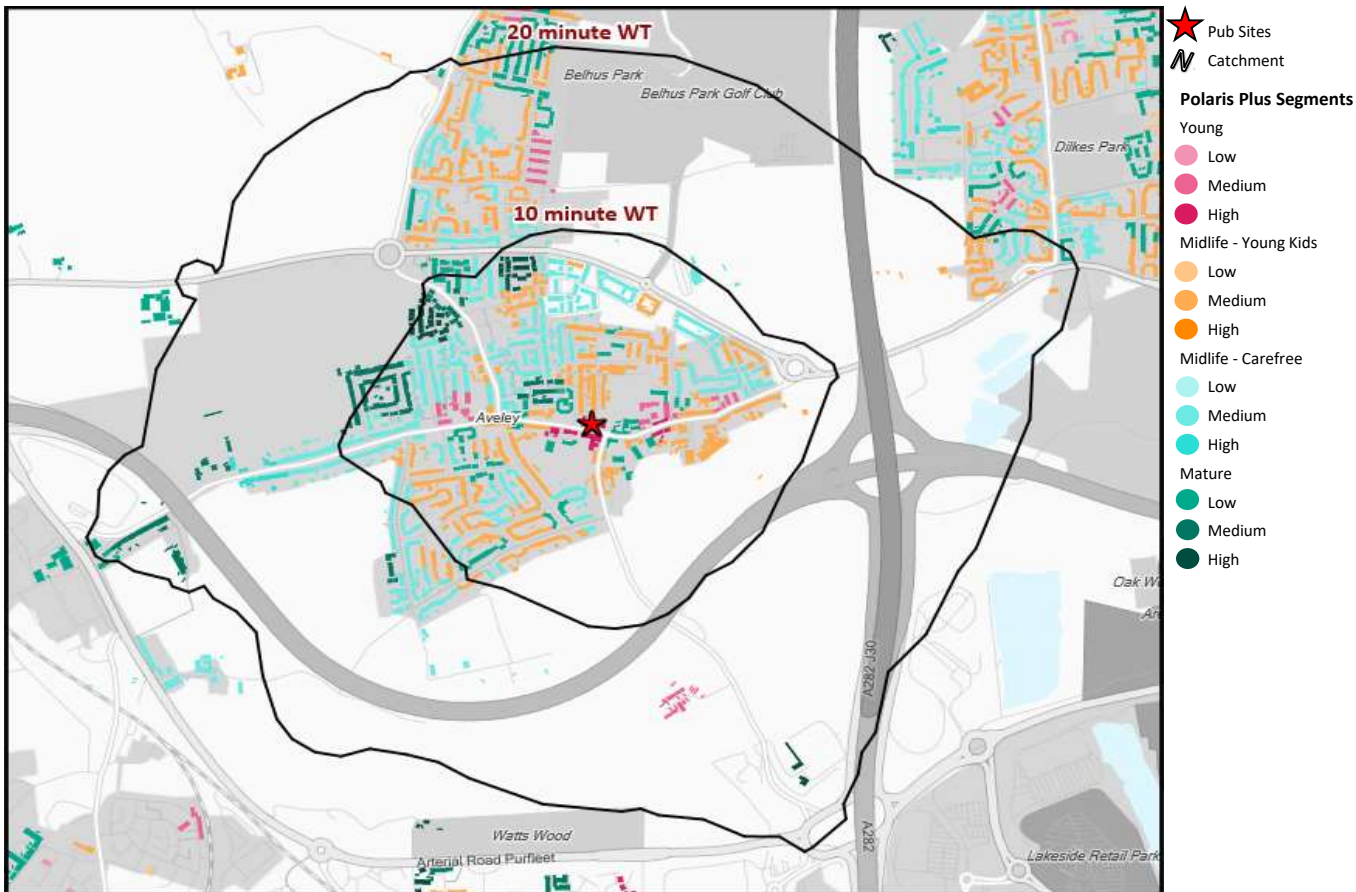 20 minute WT
Belhus Park
Belhus Park Golf Club
Dilkes Park
10 minute WT
Aveley
A282 J30
A282
Watts Wood
Arterial Road Purfleet
Lakeside Retail Park
Pub Sites
Catchment
Polaris Plus Segments
Young
Low
Medium
High
Midlife - Young Kids
Low
Medium
High
Midlife - Carefree
Low
Medium
High
Mature
Low
Medium
High